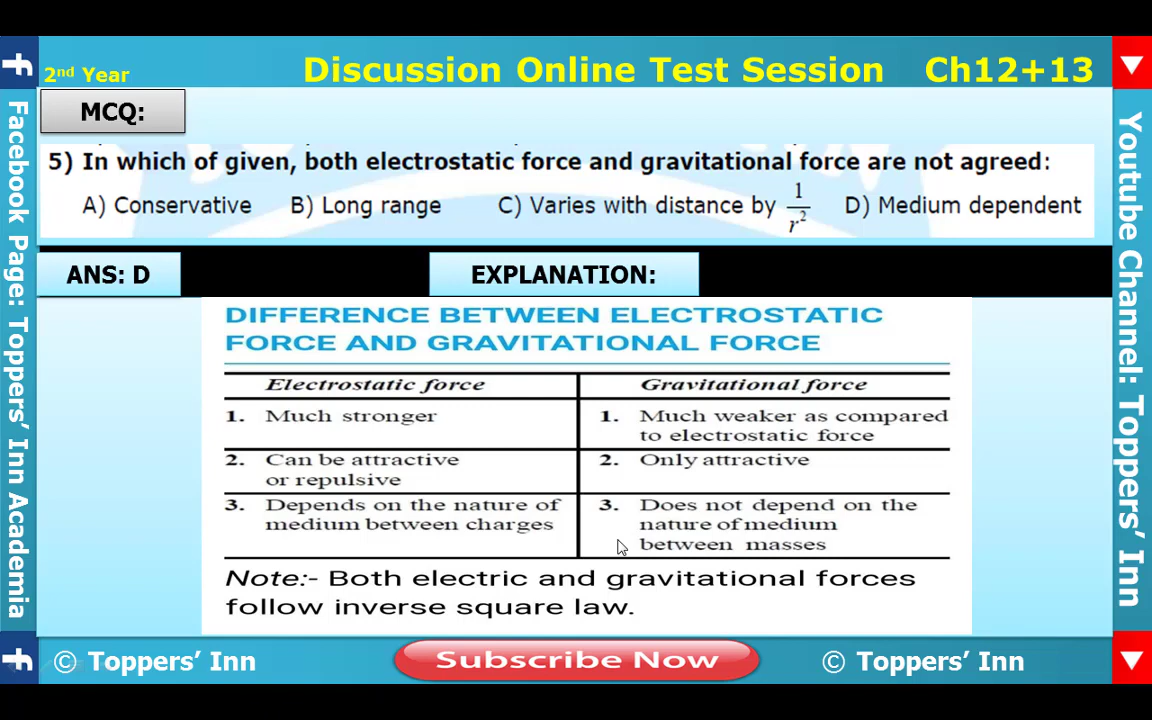 2nd Year
Discussion Online Test Session Ch12+13
MCQ:
5) In which of given, both electrostatic force and gravitational force are not agreed:
A) Conservative B) Long range C) Varies with distance by 1/r² D) Medium dependent
ANS: D
EXPLANATION:
DIFFERENCE BETWEEN ELECTROSTATIC
FORCE AND GRAVITATIONAL FORCE
Electrostatic force Gravitational force
1. Much stronger
1. Much weaker as compared
to electrostatic force
2. Can be attractive
or repulsive
2. Only attractive
3. Depends on the nature of
medium between charges
3. Does not depend on the
nature of medium
between masses
Note:- Both electric and gravitational forces
follow inverse square law.
© Toppers' Inn
Subscribe Now
© Toppers' Inn
Facebook Page: Toppers' Inn Academia
Youtube Channel: Toppers' Inn